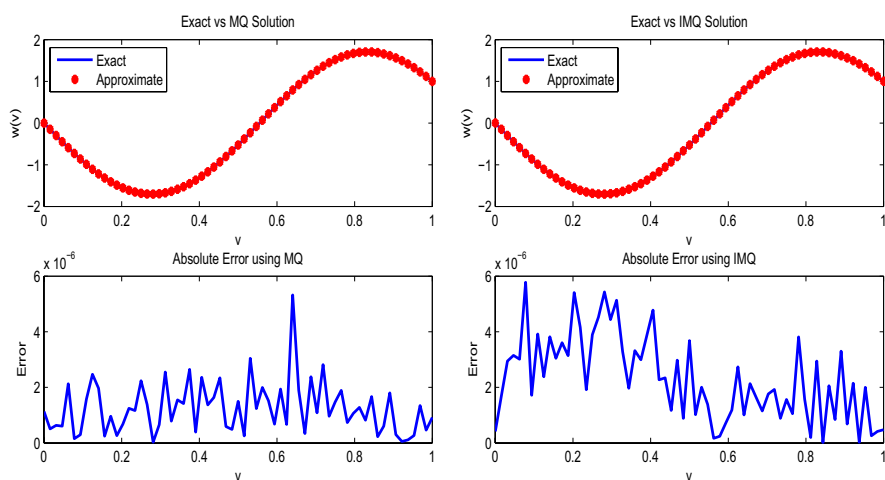 Exact vs MQ Solution
2
1
0
−1
−2
w(v)
Exact
Approximate
0
0.2
0.4
0.6
0.8
1
v
Exact vs IMQ Solution
2
1
0
−1
−2
w(v)
Exact
Approximate
0
0.2
0.4
0.6
0.8
1
v
Absolute Error using MQ
x 10−6
6
4
2
0
Error
0
0.2
0.4
0.6
0.8
1
v
Absolute Error using IMQ
x 10−6
6
4
2
0
Error
0
0.2
0.4
0.6
0.8
1
v